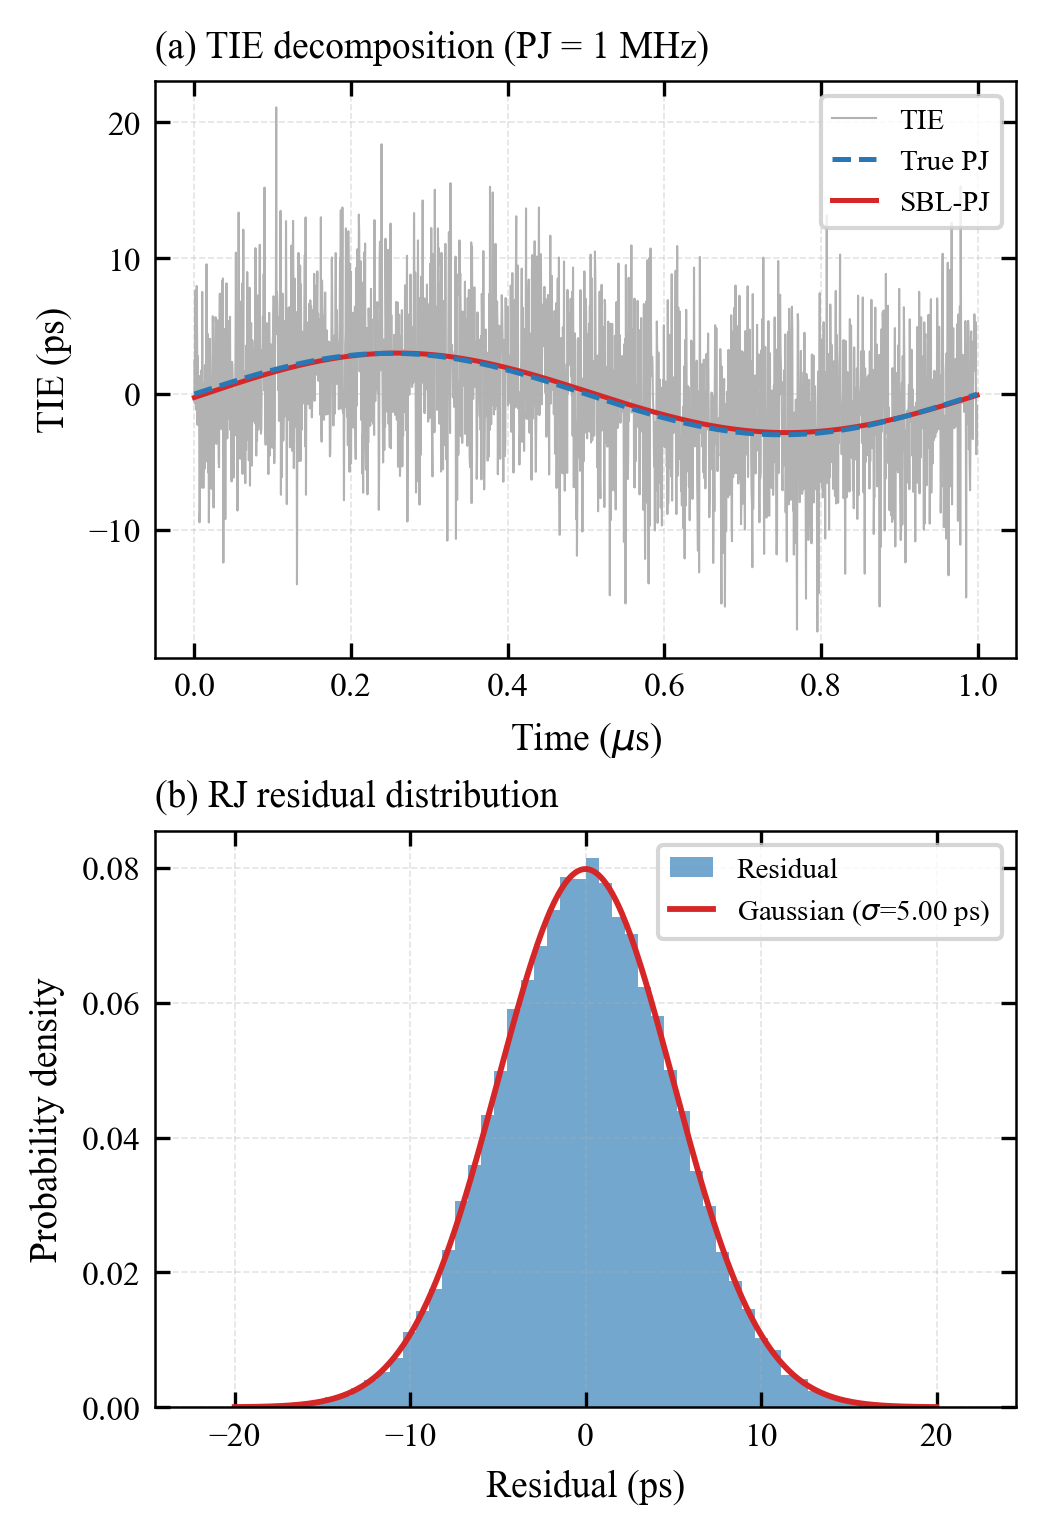 (a) TIE decomposition (PJ = 1 MHz)
TIE (ps)
20
10
0
−10
TIE
True PJ
SBL-PJ
0.0 0.2 0.4 0.6 0.8 1.0
Time (μs)
(b) RJ residual distribution
Probability density
0.08
0.06
0.04
0.02
0.00
Residual
Gaussian (σ=5.00 ps)
−20 −10 0 10 20
Residual (ps)